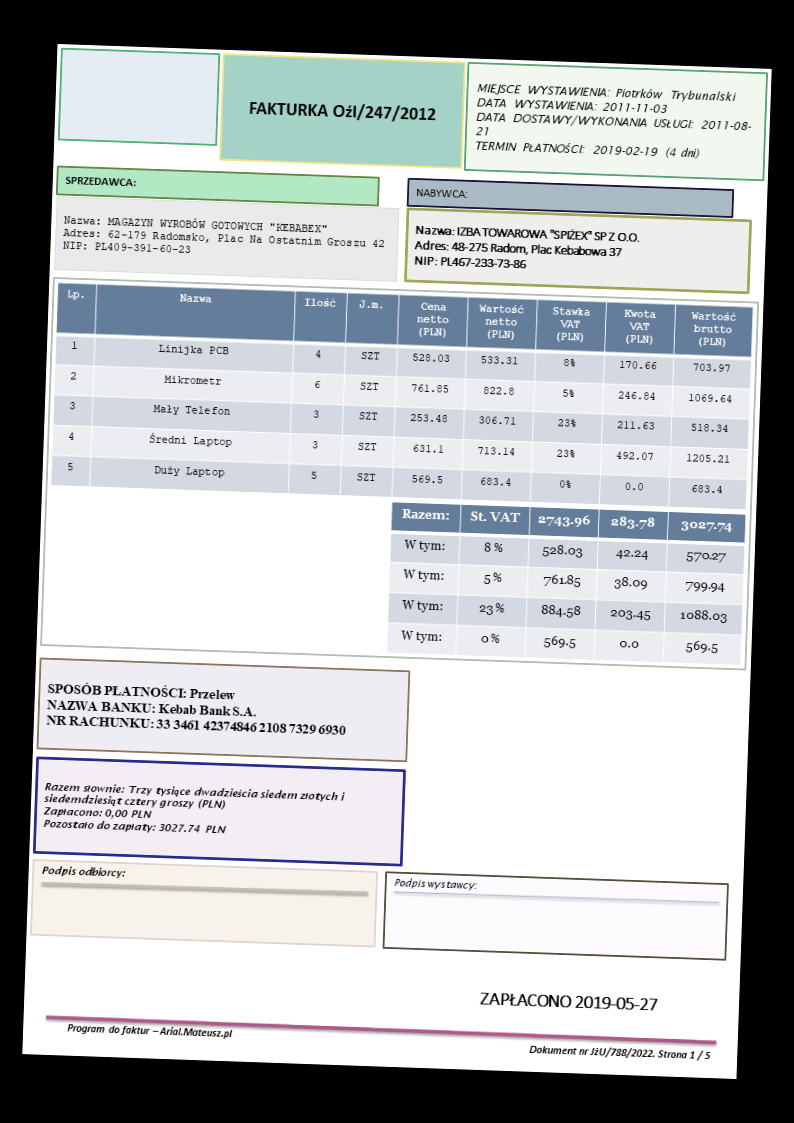 FAKTURKA Oźl/247/2012
MIEJSCE WYSTAWIENIA: Piotrków Trybunalski
DATA WYSTAWIENIA: 2011-11-03
DATA DOSTAWY/WYKONANIA USŁUGI: 2011-08-
21
TERMIN PŁATNOŚCI: 2019-02-19 (4 dni)
SPRZEDAWCA:
Nazwa: MAGAZYN WYROBÓW GOTOWYCH "KEBABEX"
Adres: 62-179 Radomsko, Plac Na Ostatnim Groszu 42
NIP: PL409-391-60-23
NABYWCA:
Nazwa: IZBA TOWAROWA "SPIŻEX" SP Z O.O.
Adres: 48-275 Radom, Plac Kebabowa 37
NIP: PL467-233-73-86
Lp. Nazwa Ilość J.m. Cena netto (PLN) Wartość netto (PLN) Stawka VAT (PLN) Kwota VAT (PLN) Wartość brutto (PLN)
1 Linijka PCB 4 SZT 528.03 533.31 8% 170.66 703.97
2 Mikrometr 6 SZT 761.85 822.8 5% 246.84 1069.64
3 Mały Telefon 3 SZT 253.48 306.71 23% 211.63 518.34
4 Średni Laptop 3 SZT 631.1 713.14 23% 492.07 1205.21
5 Duży Laptop 5 SZT 569.5 683.4 0% 0.0 683.4
Razem: St. VAT 2743.96 283.78 3027.74
W tym: 8% 528.03 42.24 570.27
W tym: 5% 761.85 38.09 799.94
W tym: 23% 884.58 203.45 1088.03
W tym: 0% 569.5 0.0 569.5
SPOSÓB PŁATNOŚCI: Przelew
NAZWA BANKU: Kebab Bank S.A.
NR RACHUNKU: 33 3461 42374846 2108 7329 6930
Razem słownie: Trzy tysiące dwadzieścia siedem złotych i
siedemdziesiąt cztery groszy (PLN)
Zapłacono: 0,00 PLN
Pozostało do zapłaty: 3027.74 PLN
Podpis odbiorcy:
Podpis wystawcy:
ZAPŁACONO 2019-05-27
Program do faktur – Arial.Mateusz.pl
Dokument nr JżU/788/2022. Strona 1 / 5